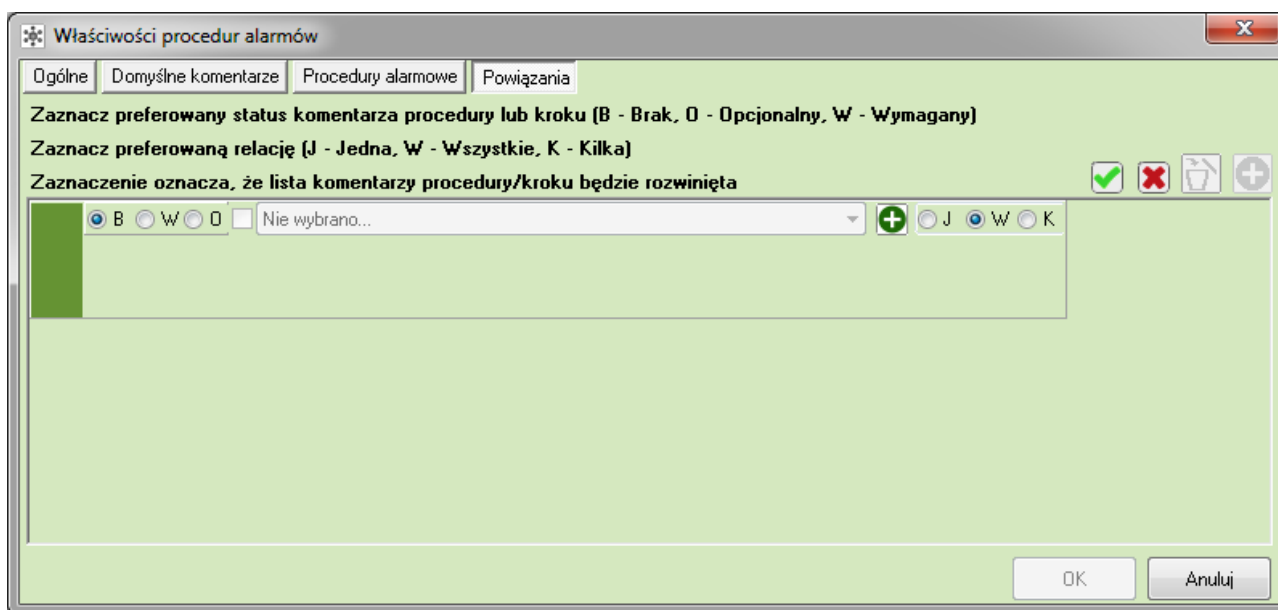 Właściwości procedur alarmów
Ogólne Domyślne komentarze Procedury alarmowe Powiązania
Zaznacz preferowany status komentarza procedury lub kroku (B - Brak, O - Opcjonalny, W - Wymagany)
Zaznacz preferowaną relację (J - Jedna, W - Wszystkie, K - Kilka)
Zaznaczenie oznacza, że lista komentarzy procedury/kroku będzie rozwinięta
B W O Nie wybrano... J W K
OK Anuluj